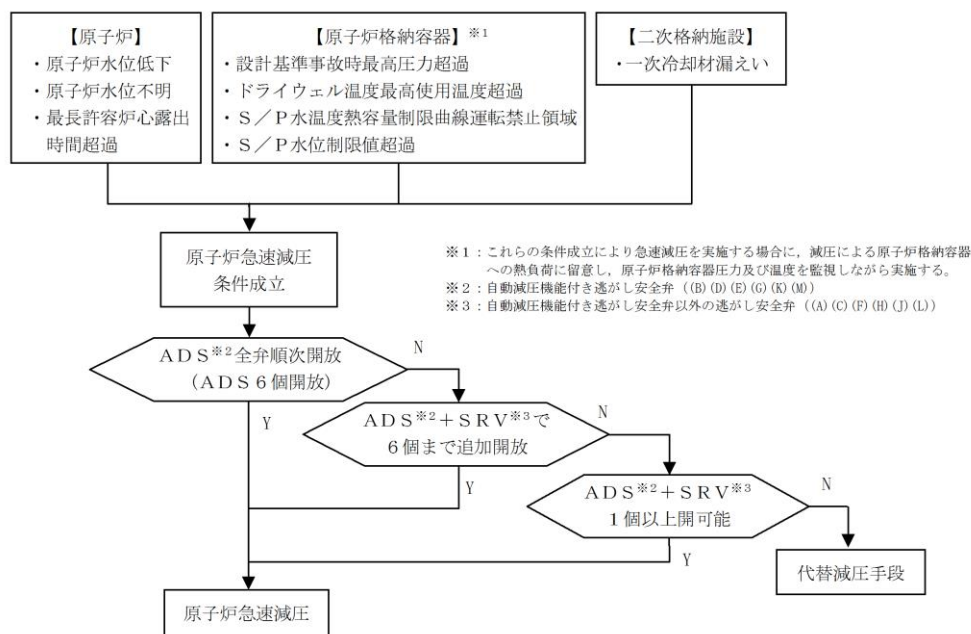 【原子炉】
・原子炉水位低下
・原子炉水位不明
・最長許容炉心露出
時間超過
【原子炉格納容器】※1
・設計基準事故時最高圧力超過
・ドライウェル温度最高使用温度超過
・S／P水温度熱容量制限曲線運転禁止領域
・S／P水位制限値超過
【二次格納施設】
・一次冷却材漏えい
原子炉急速減圧
条件成立
※1：これらの条件成立により急速減圧を実施する場合に，減圧による原子炉格納容器
への熱負荷に留意し，原子炉格納容器圧力及び温度を監視しながら実施する。
※2：自動減圧機能付き逃がし安全弁 ((B)(D)(E)(G)(K)(M))
※3：自動減圧機能付き逃がし安全弁以外の逃がし安全弁 ((A)(C)(F)(H)(J)(L))
ADS※2全弁順次開放
(ADS6個開放)
N
Y
ADS※2＋SRV※3で
6個まで追加開放
N
Y
ADS※2＋SRV※3
1個以上開可能
N
Y
代替減圧手段
原子炉急速減圧